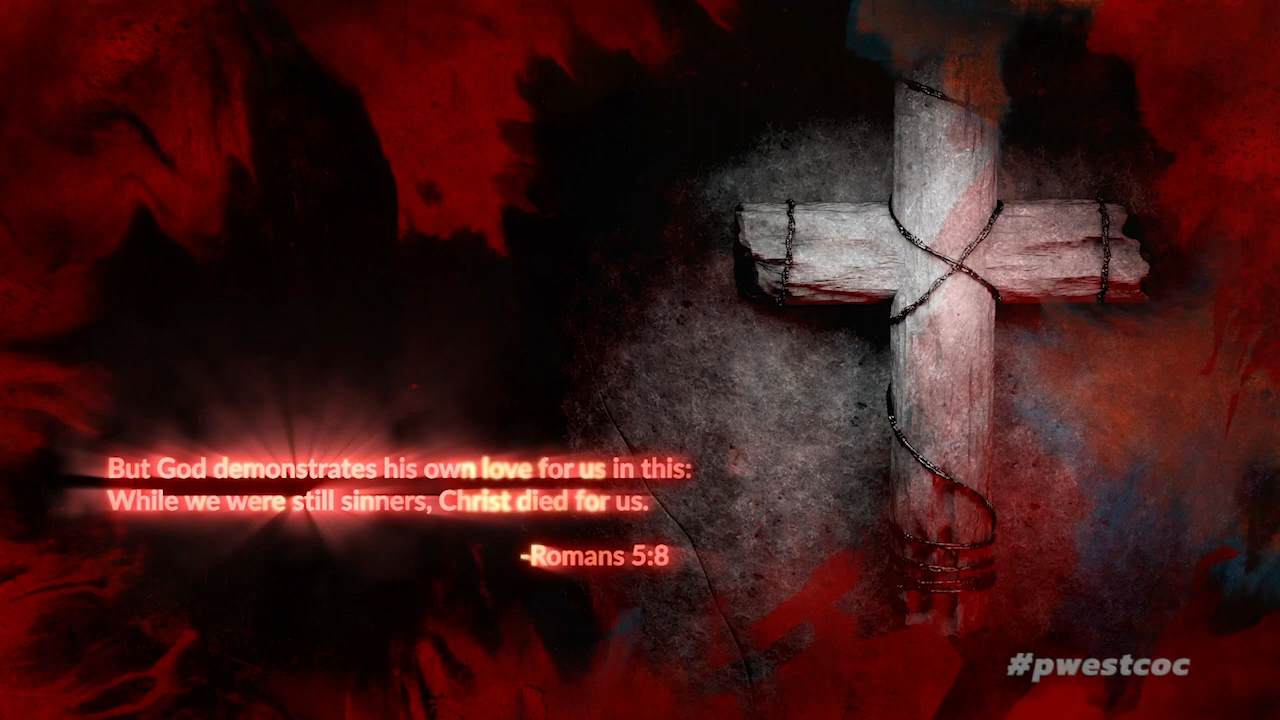 But God demonstrates his own love for us in this:
While we were still sinners, Christ died for us.
-Romans 5:8
#pwestcoc